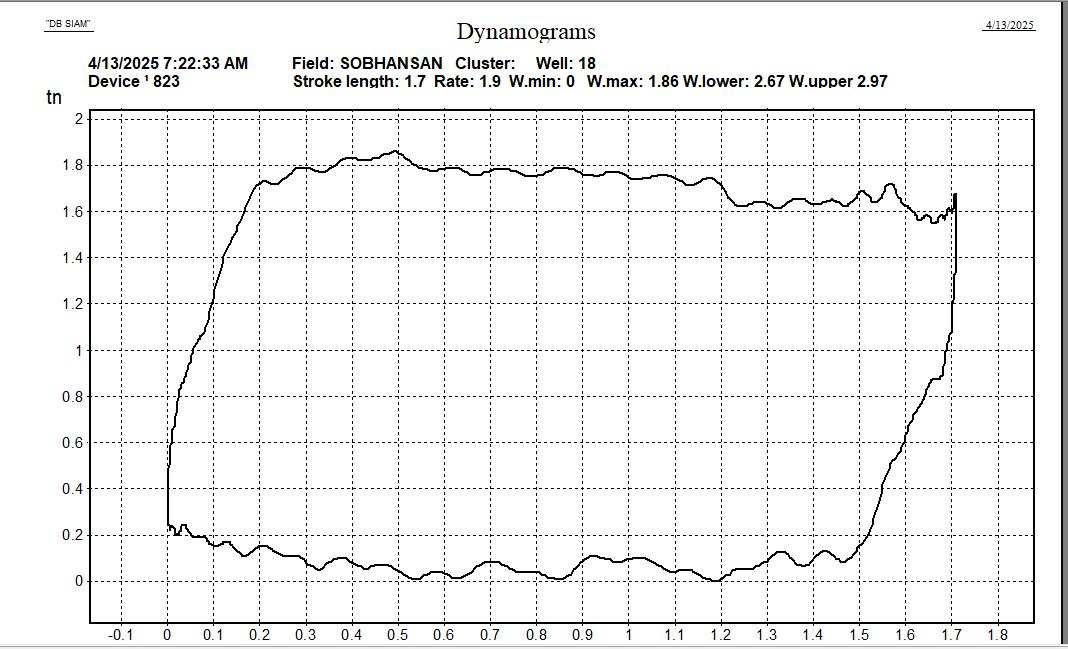 "DB SIAM"
Dynamograms
4/13/2025
4/13/2025 7:22:33 AM Field: SOBHANSAN Cluster: Well: 18
Device ¹ 823 Stroke length: 1.7 Rate: 1.9 W.min: 0 W.max: 1.86 W.lower: 2.67 W.upper 2.97
tn
2
1.8
1.6
1.4
1.2
1
0.8
0.6
0.4
0.2
0
-0.1 0 0.1 0.2 0.3 0.4 0.5 0.6 0.7 0.8 0.9 1 1.1 1.2 1.3 1.4 1.5 1.6 1.7 1.8